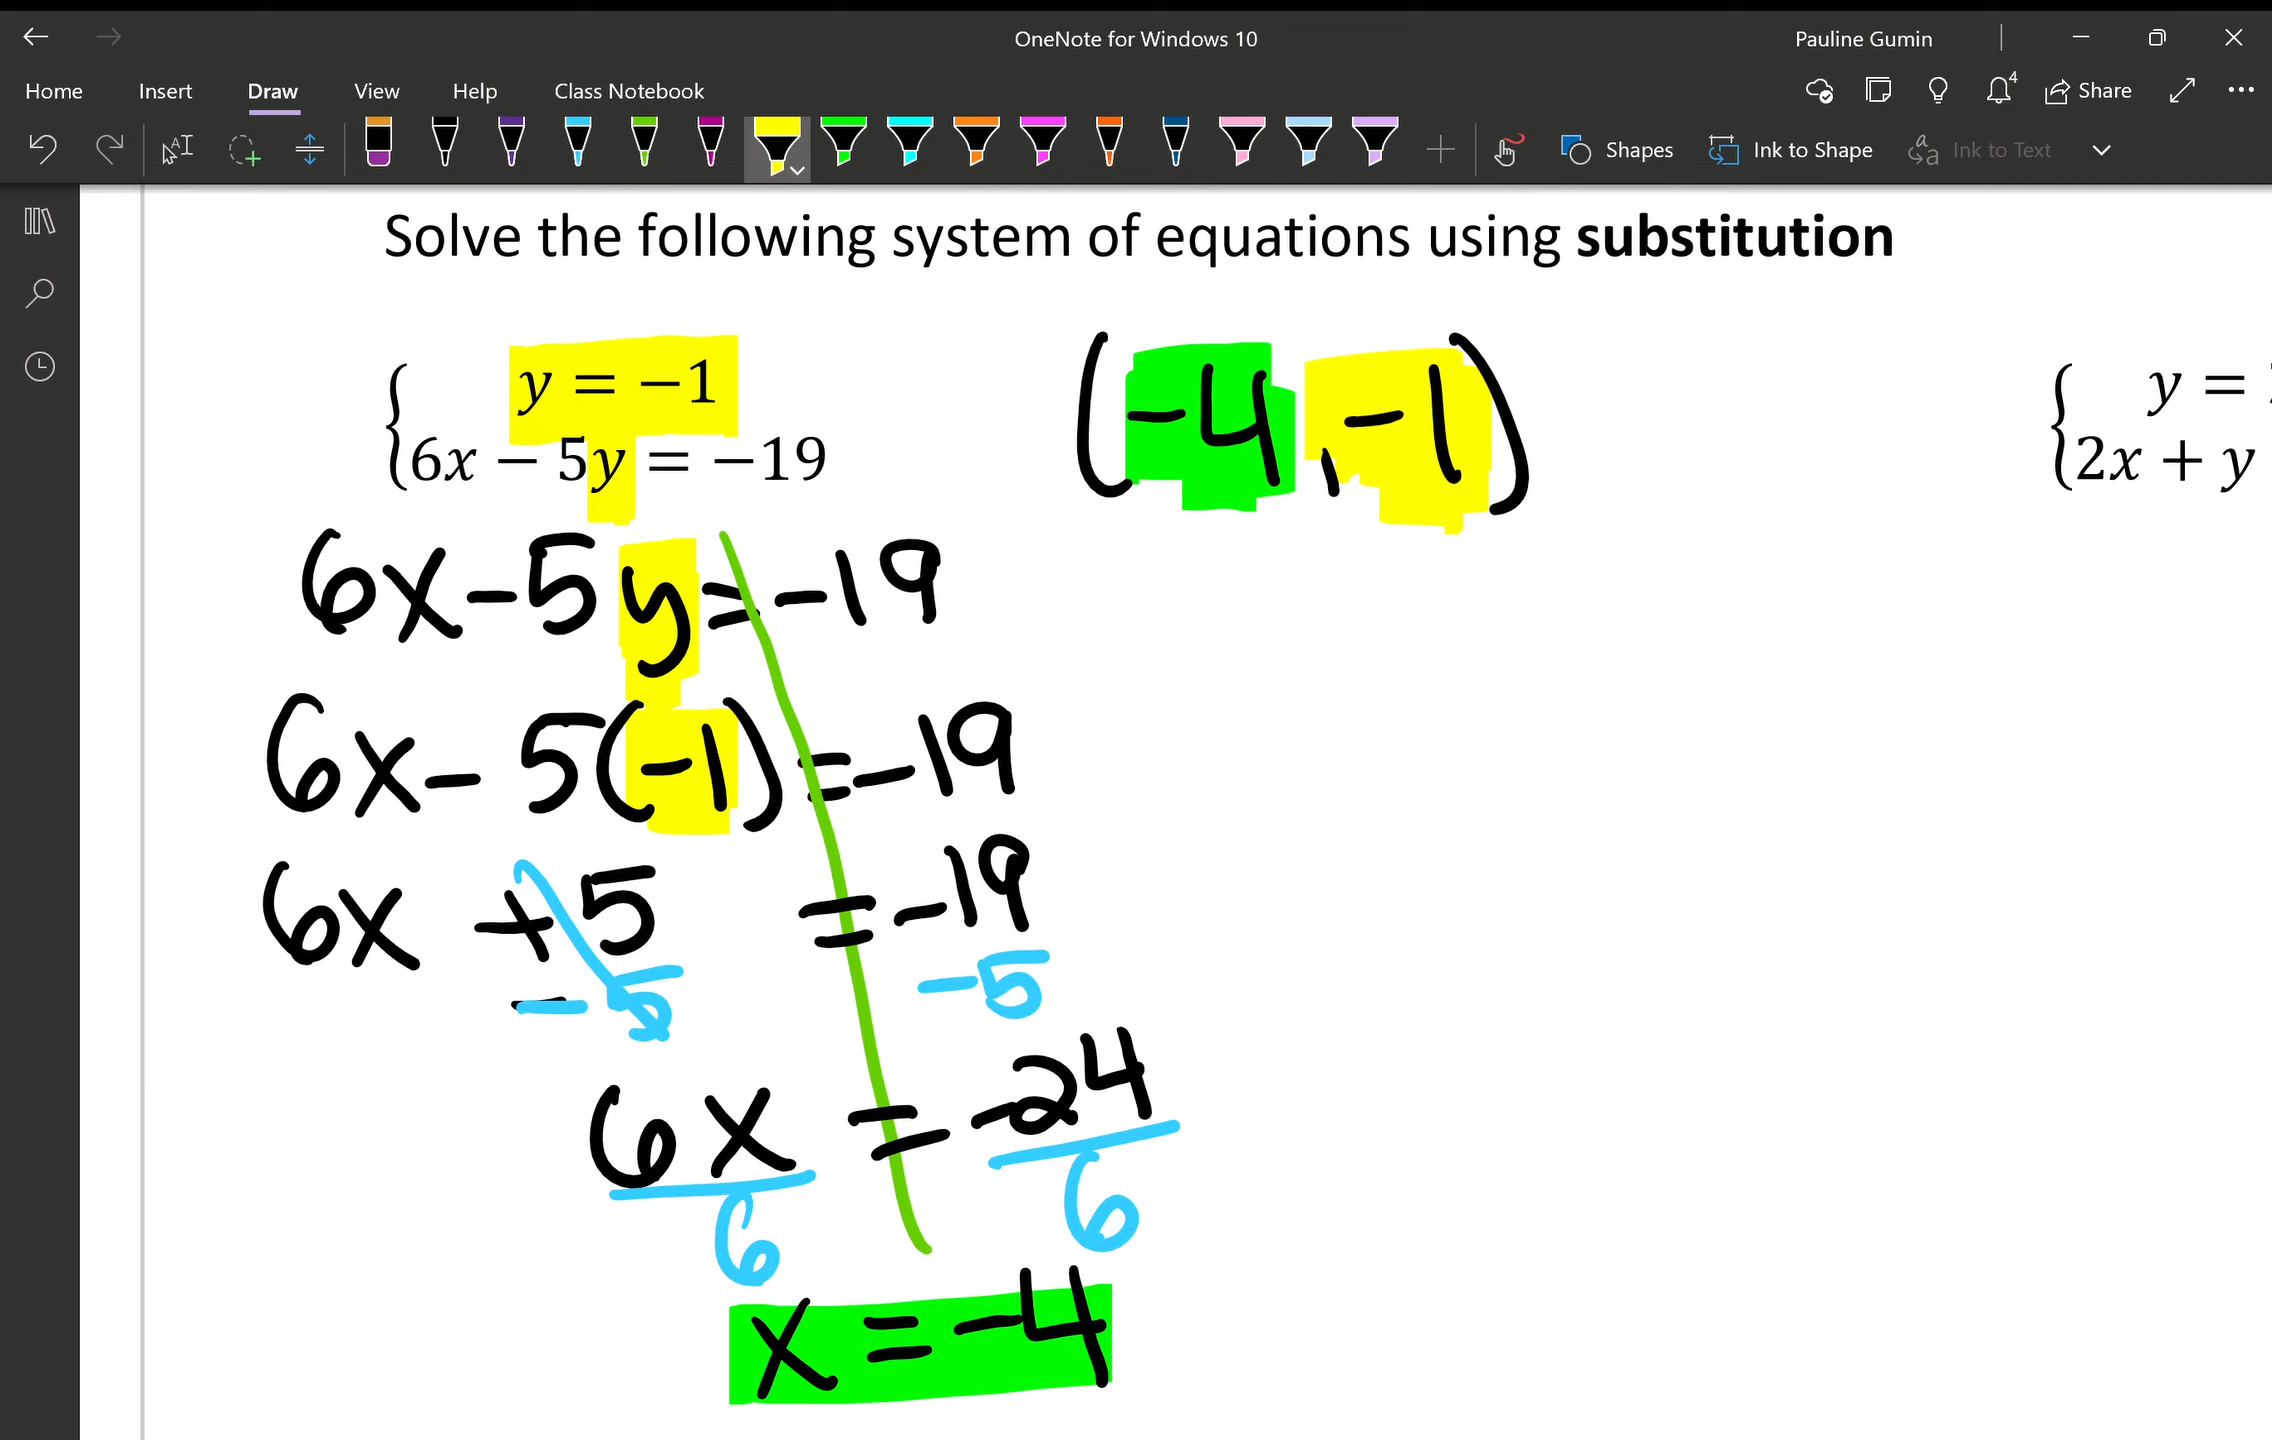 OneNote for Windows 10
Pauline Gumin
Home Insert Draw View Help Class Notebook
4 Share
Shapes Ink to Shape Ink to Text
Solve the following system of equations using substitution
y = −1
6x − 5y = −19
(-4, -1)
y =
2x + y
6x-5y=-19
6x-5(-1)=-19
6x +5 =-19
-5 -5
6x = -24
6 6
x = -4